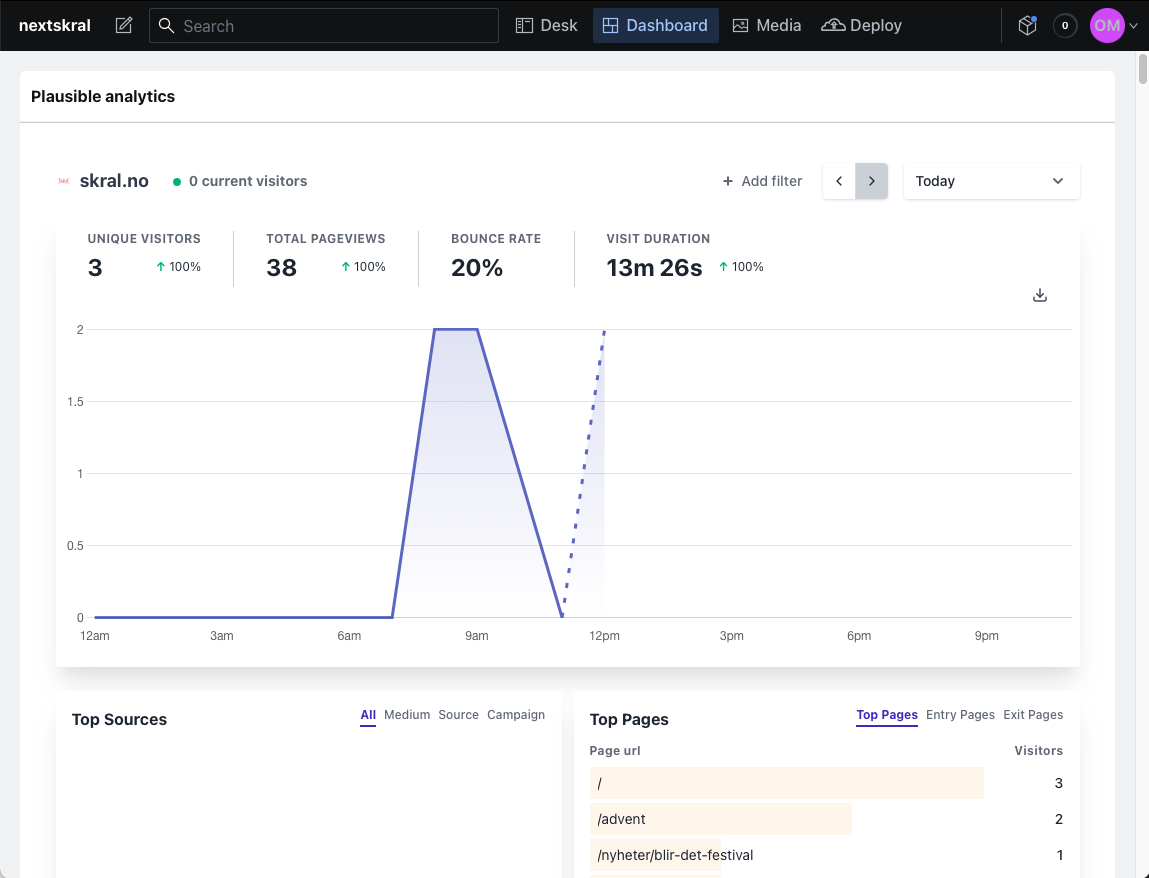 nextskral Search Desk Dashboard Media Deploy 0 OM
Plausible analytics
skral.no 0 current visitors + Add filter Today
UNIQUE VISITORS TOTAL PAGEVIEWS BOUNCE RATE VISIT DURATION
3 100% 38 100% 20% 13m 26s 100%
2
1.5
1
0.5
0
12am 3am 6am 9am 12pm 3pm 6pm 9pm
Top Sources All Medium Source Campaign
Top Pages Top Pages Entry Pages Exit Pages
Page url Visitors
/ 3
/advent 2
/nyheter/blir-det-festival 1